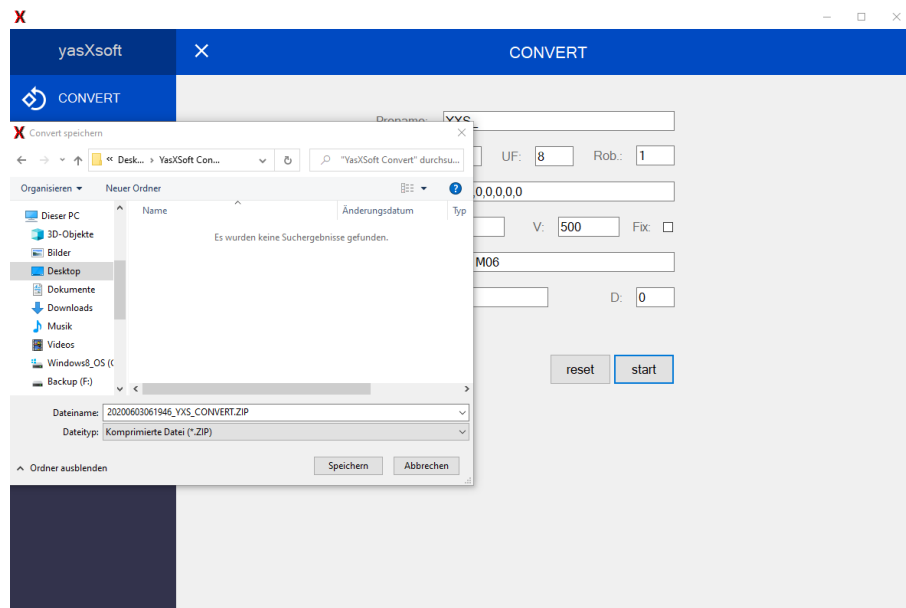 yasXsoft
CONVERT
CONVERT
Convert speichern
Desk... › YasXSoft Con...
"YasXSoft Convert" durchsu...
Organisieren
Neuer Ordner
Dieser PC
3D-Objekte
Bilder
Desktop
Dokumente
Downloads
Musik
Videos
Windows8_OS (C
Backup (F:)
Name
Änderungsdatum
Typ
Es wurden keine Suchergebnisse gefunden.
Dateiname: 20200603061946_YXS_CONVERT.ZIP
Dateityp: Komprimierte Datei (*.ZIP)
Ordner ausblenden
Speichern
Abbrechen
UF: 8 Rob.: 1
,0,0,0,0,0
V: 500 Fix:
M06
D: 0
reset
start